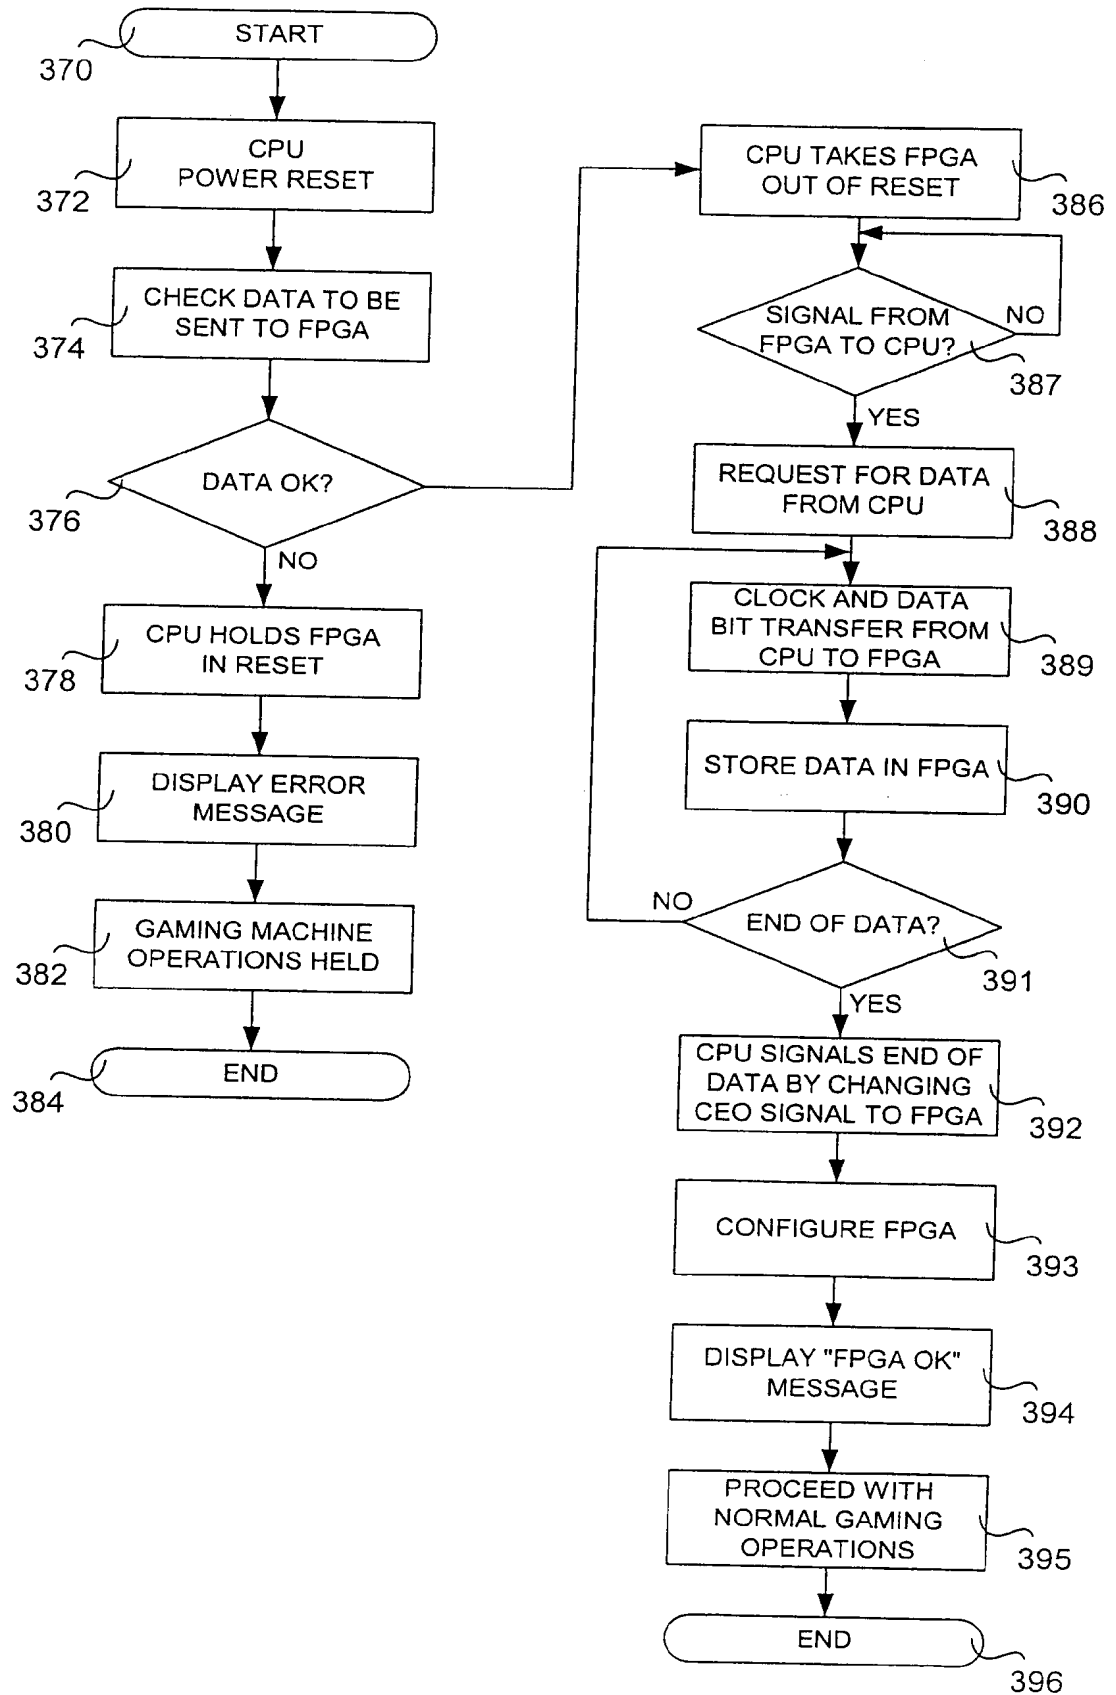 START
370
CPU
POWER RESET
372
CHECK DATA TO BE
SENT TO FPGA
374
DATA OK?
376
NO
CPU HOLDS FPGA
IN RESET
378
DISPLAY ERROR
MESSAGE
380
GAMING MACHINE
OPERATIONS HELD
382
END
384
CPU TAKES FPGA
OUT OF RESET
386
SIGNAL FROM
FPGA TO CPU?
NO
387
YES
REQUEST FOR DATA
FROM CPU
388
CLOCK AND DATA
BIT TRANSFER FROM
CPU TO FPGA
389
STORE DATA IN FPGA
390
NO
END OF DATA?
391
YES
CPU SIGNALS END OF
DATA BY CHANGING
CEO SIGNAL TO FPGA
392
CONFIGURE FPGA
393
DISPLAY "FPGA OK"
MESSAGE
394
PROCEED WITH
NORMAL GAMING
OPERATIONS
395
END
396